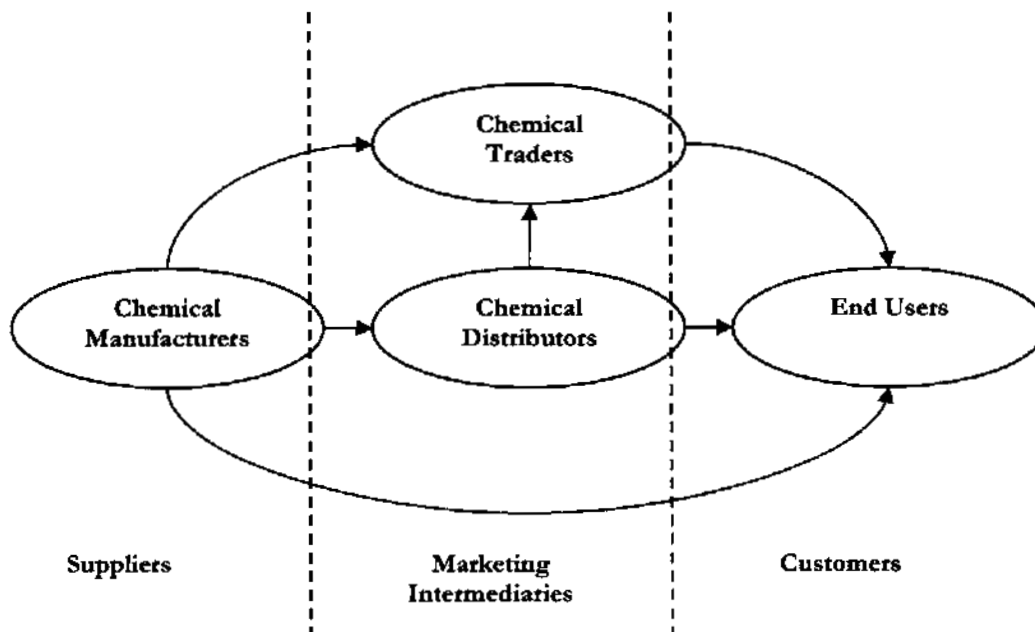 Chemical
Traders
Chemical
Manufacturers
Chemical
Distributors
End Users
Suppliers
Marketing
Intermediaries
Customers